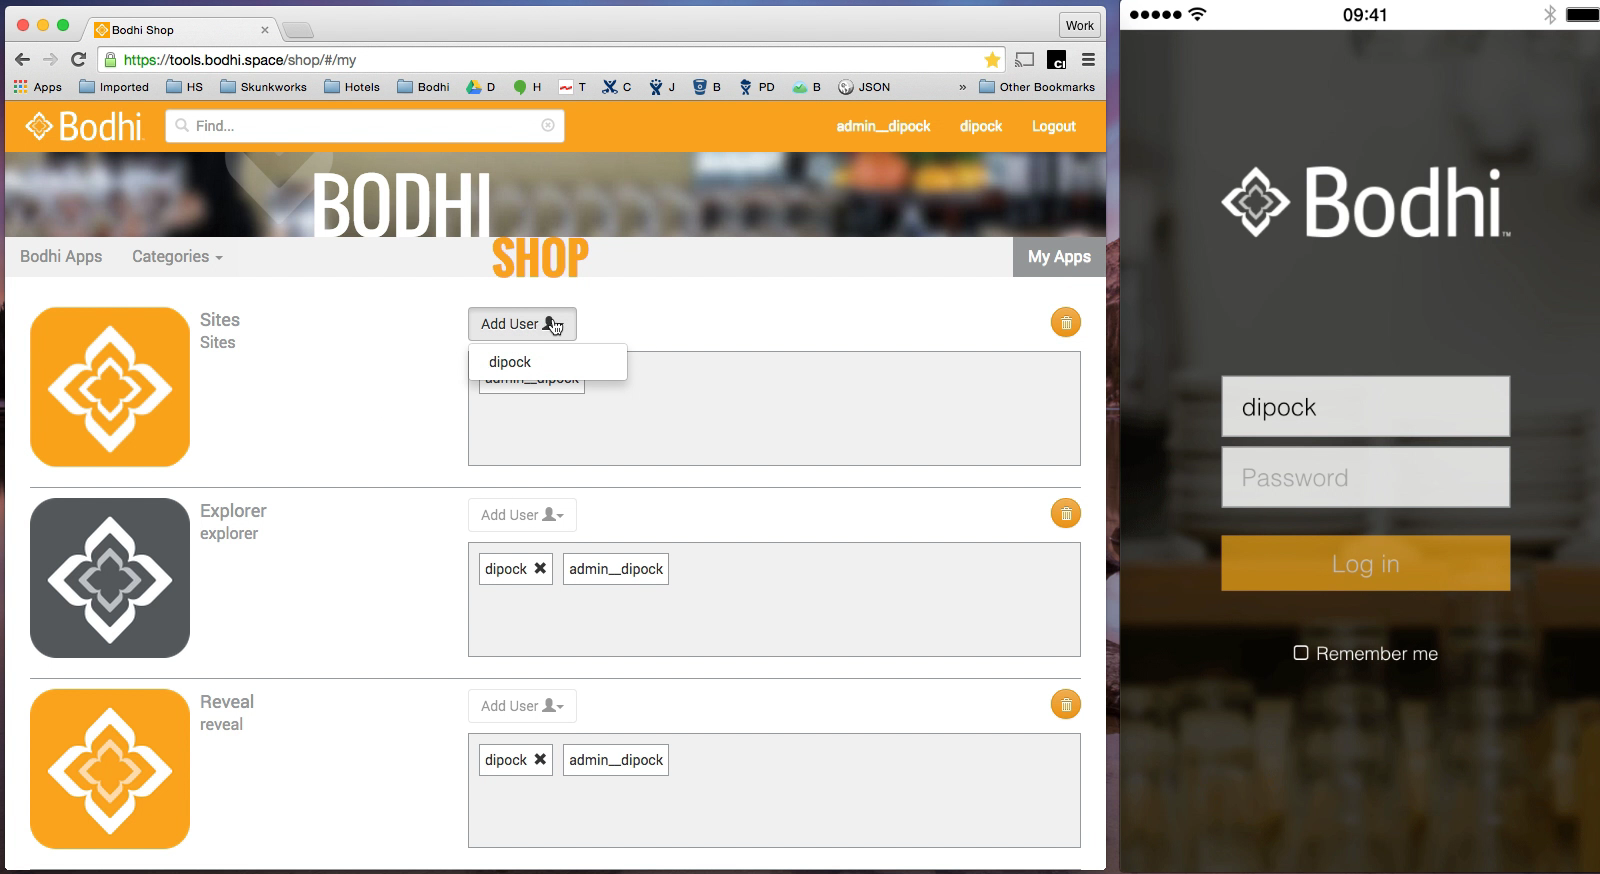 Bodhi Shop
Work
https://tools.bodhi.space/shop/#/my
Apps Imported HS Skunkworks Hotels Bodhi D H T C J B PD B JSON » Other Bookmarks
Bodhi
Find...
admin__dipock dipock Logout
BODHI
SHOP
Bodhi Apps Categories My Apps
Sites
Sites
Add User
dipock
admin__dipock
Explorer
explorer
Add User
dipock admin__dipock
Reveal
reveal
Add User
dipock admin__dipock
09:41
Bodhi™
dipock
Password
Log in
Remember me